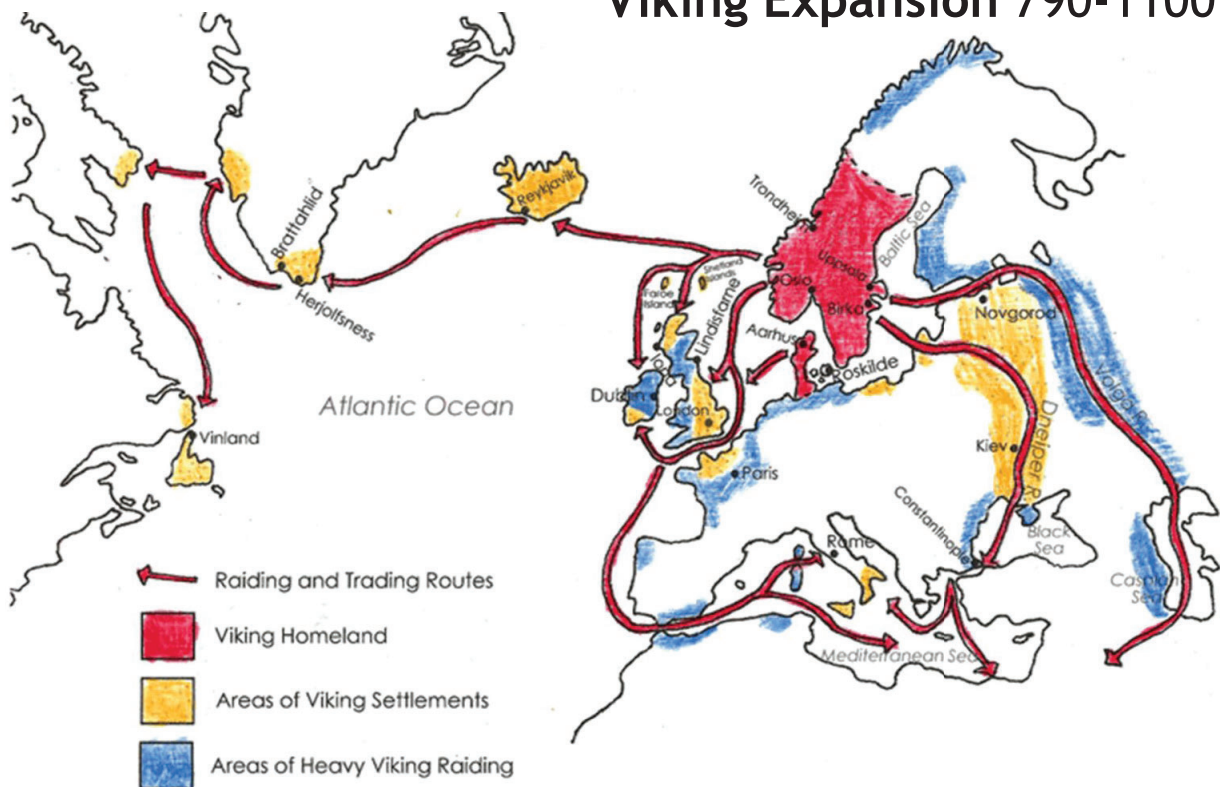 Viking Expansion 790-1100
Trondheim
Baltic Sea
Uppsala
Oslo
Birka
Reykjavik
Brattahlid
Herjolfsness
Shetland
Islands
Faroe
Islands
Lindisfarne
Iona
Aarhus
Roskilde
Novgorod
Volga R.
Dublin
London
Atlantic Ocean
Vinland
Paris
Kiev
Dneiper R.
Constantinople
Black
Sea
Rome
Caspian
Sea
Mediterranean Sea
Raiding and Trading Routes
Viking Homeland
Areas of Viking Settlements
Areas of Heavy Viking Raiding